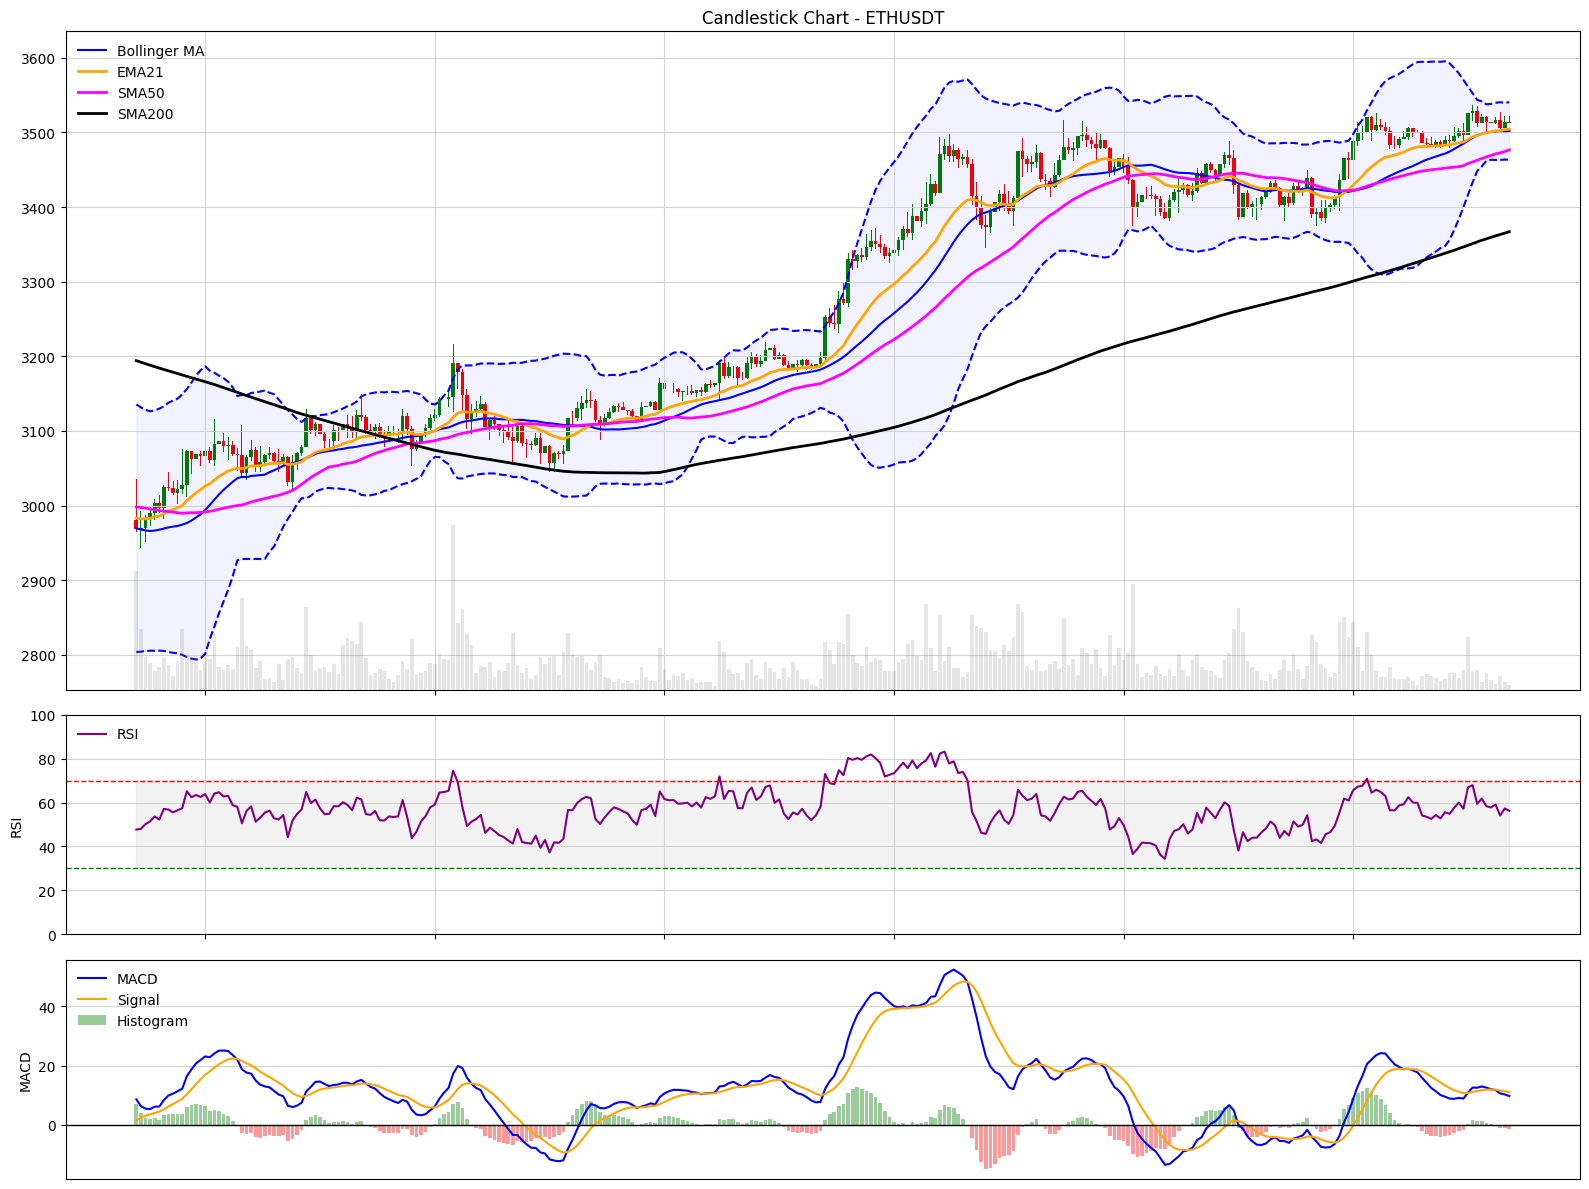 Candlestick Chart - ETHUSDT
Bollinger MA
EMA21
SMA50
SMA200
3600
3500
3400
3300
3200
3100
3000
2900
2800
RSI
100
80
60
40
20
0
RSI
MACD
Signal
Histogram
40
20
0
MACD